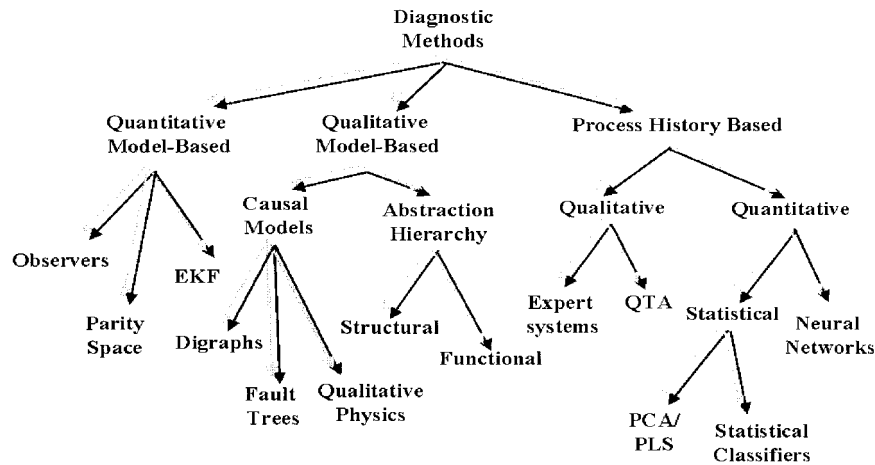 Diagnostic
Methods
Quantitative
Model-Based
Qualitative
Model-Based
Process History Based
Causal
Models
Abstraction
Hierarchy
Qualitative
Quantitative
Observers
EKF
Parity
Space
Digraphs
Fault
Trees
Qualitative
Physics
Structural
Functional
Expert
systems
QTA
Statistical
Neural
Networks
PCA/
PLS
Statistical
Classifiers